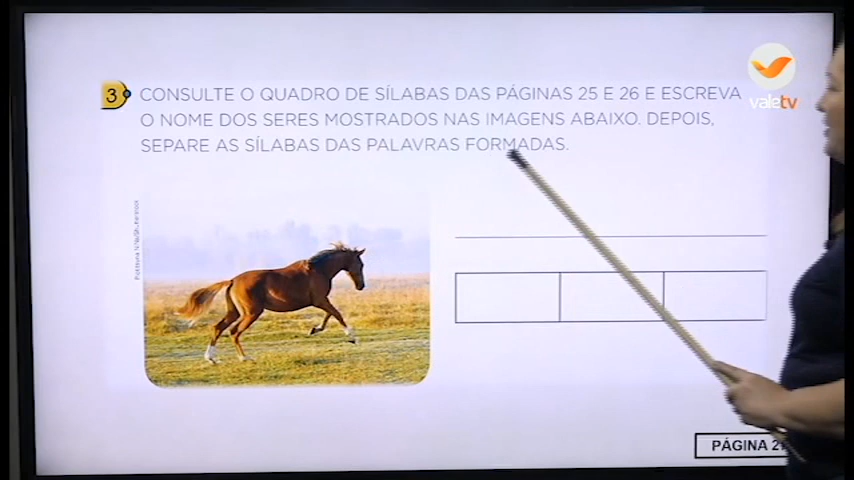 valetv
3
CONSULTE O QUADRO DE SÍLABAS DAS PÁGINAS 25 E 26 E ESCREVA
O NOME DOS SERES MOSTRADOS NAS IMAGENS ABAIXO. DEPOIS,
SEPARE AS SÍLABAS DAS PALAVRAS FORMADAS.
PÁGINA